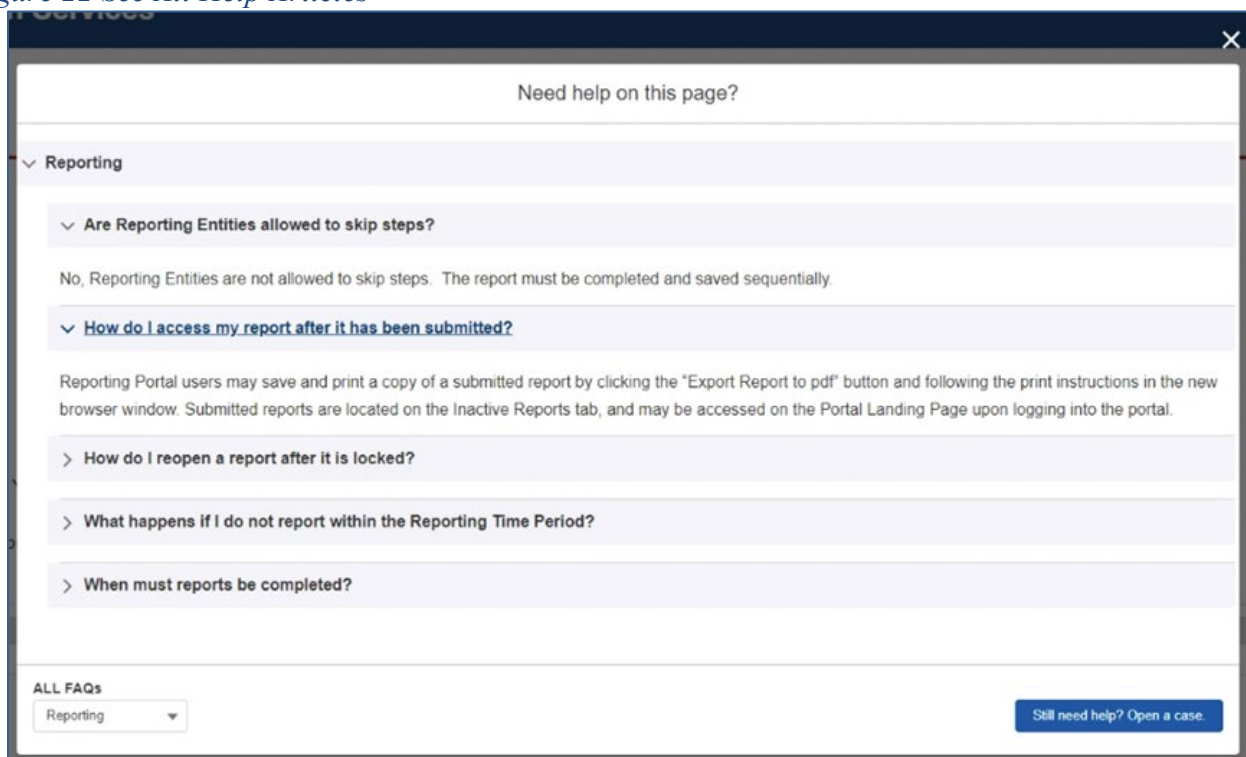 See All Help Articles
Services
Need help on this page?
Reporting
Are Reporting Entities allowed to skip steps?
No, Reporting Entities are not allowed to skip steps. The report must be completed and saved sequentially.
How do I access my report after it has been submitted?
Reporting Portal users may save and print a copy of a submitted report by clicking the “Export Report to pdf” button and following the print instructions in the new
browser window. Submitted reports are located on the Inactive Reports tab, and may be accessed on the Portal Landing Page upon logging into the portal.
How do I reopen a report after it is locked?
What happens if I do not report within the Reporting Time Period?
When must reports be completed?
ALL FAQs
Reporting
Still need help? Open a case.